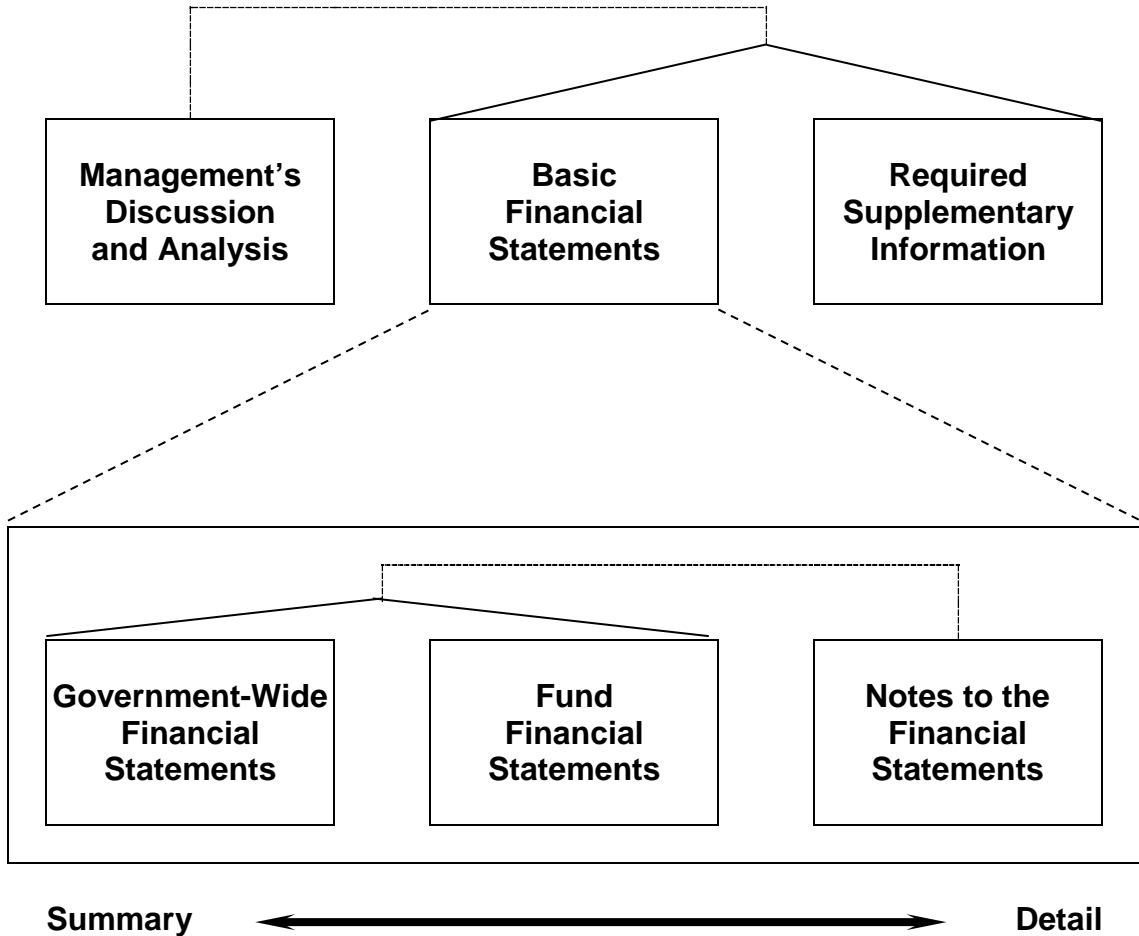 Management’s
Discussion
and Analysis
Basic
Financial
Statements
Required
Supplementary
Information
Government-Wide
Financial
Statements
Fund
Financial
Statements
Notes to the
Financial
Statements
Summary
Detail